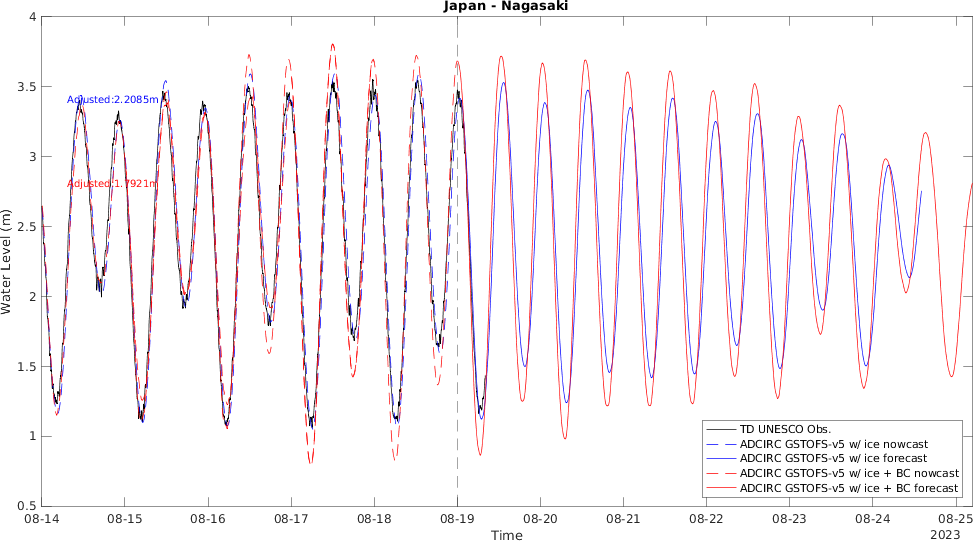 Japan - Nagasaki
4
3.5
3
2.5
2
1.5
1
0.5
Water Level (m)
Adjusted:2.2085m
Adjusted:1.7921m
TD UNESCO Obs.
ADCIRC GSTOFS-v5 w/ ice nowcast
ADCIRC GSTOFS-v5 w/ ice forecast
ADCIRC GSTOFS-v5 w/ ice + BC nowcast
ADCIRC GSTOFS-v5 w/ ice + BC forecast
08-14 08-15 08-16 08-17 08-18 08-19 08-20 08-21 08-22 08-23 08-24 08-25
Time
2023